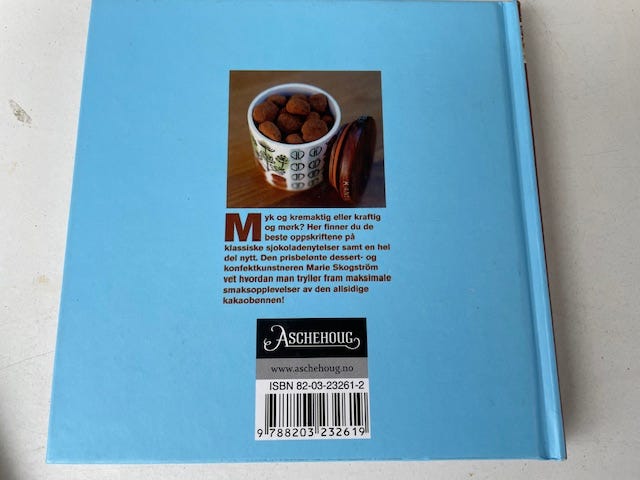 Myk og kremaktig eller kraftig
og mørk? Her finner du de
beste oppskriftene på
klassiske sjokoladenytelser samt en hel
del nytt. Den prisbelønte dessert- og
konfektkunstneren Marie Skogström
vet hvordan man tryller fram maksimale
smaksopplevelser av den allsidige
kakaobønnen!
ASCHEHOUG
www.aschehoug.no
ISBN 82-03-23261-2
9 788203 232619